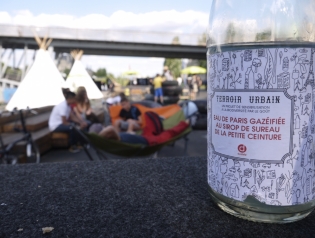 TERROIR URBAIN
EAU DE PARIS GAZÉIFIÉE
AU SIROP DE SUREAU
DE LA PETITE CEINTURE